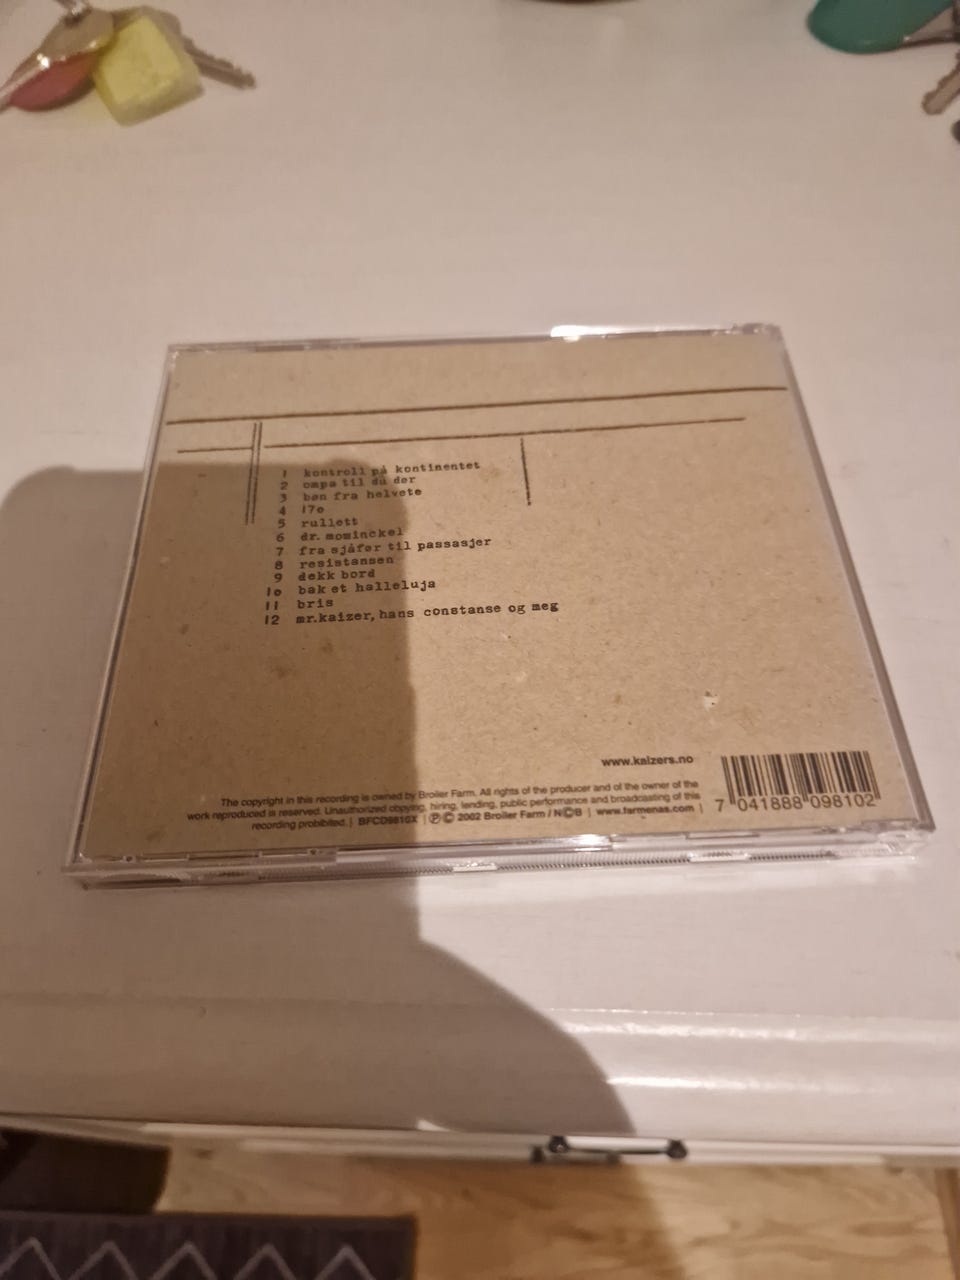 1 kontroll på kontinentet
2 ompa til du dør
3 bøn fra helvete
4 170
5 rullett
6 dr. mowinckel
7 fra sjåfør til passasjer
8 resistansen
9 dekk bord
10 bak et halleluja
11 bris
12 mr.kaizer, hans constanse og meg
www.kaizers.no
The copyright in this recording is owned by Broiler Farm. All rights of the producer and of the owner of the
work reproduced is reserved. Unauthorized copying, hiring, lending, public performance and broadcasting of this
recording prohibited. | BFCD9810X | ⓅⒸ 2002 Broiler Farm / NⒸB | www.farmenas.com |
7 041888 098102